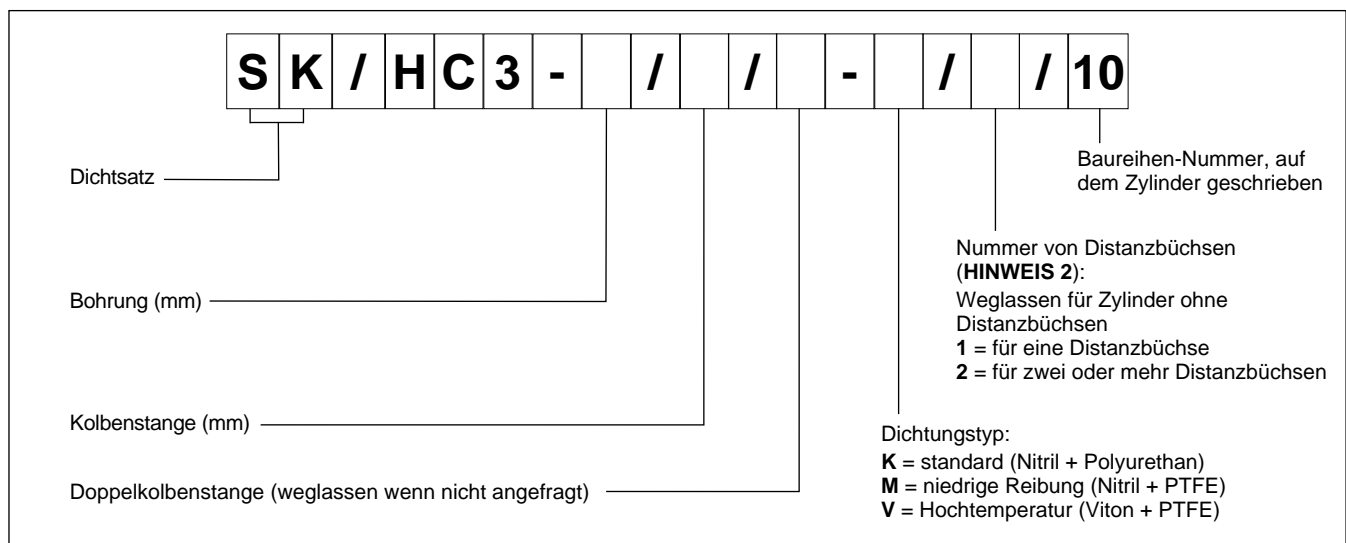 SK/HC3- / / - / /10
Dichtsatz
Baureihen-Nummer, auf
dem Zylinder geschrieben
Bohrung (mm)
Nummer von Distanzbüchsen
(HINWEIS 2):
Weglassen für Zylinder ohne
Distanzbüchsen
1 = für eine Distanzbüchse
2 = für zwei oder mehr Distanzbüchsen
Kolbenstange (mm)
Doppelkolbenstange (weglassen wenn nicht angefragt)
Dichtungstyp:
K = standard (Nitril + Polyurethan)
M = niedrige Reibung (Nitril + PTFE)
V = Hochtemperatur (Viton + PTFE)